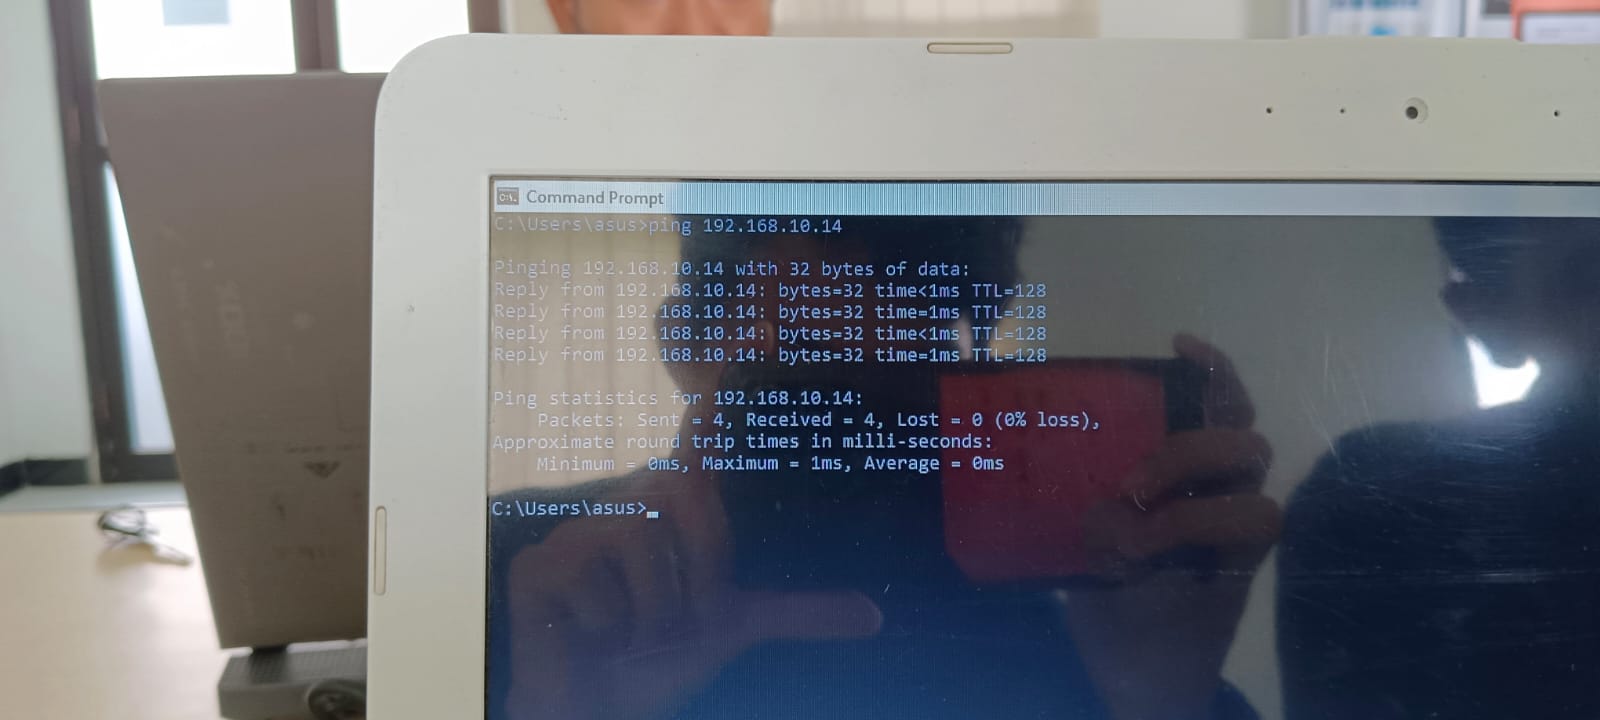 Command Prompt
C:\Users\asus>ping 192.168.10.14
Pinging 192.168.10.14 with 32 bytes of data:
Reply from 192.168.10.14: bytes=32 time<1ms TTL=128
Reply from 192.168.10.14: bytes=32 time=1ms TTL=128
Reply from 192.168.10.14: bytes=32 time<1ms TTL=128
Reply from 192.168.10.14: bytes=32 time=1ms TTL=128
Ping statistics for 192.168.10.14:
Packets: Sent = 4, Received = 4, Lost = 0 (0% loss),
Approximate round trip times in milli-seconds:
Minimum = 0ms, Maximum = 1ms, Average = 0ms
C:\Users\asus>